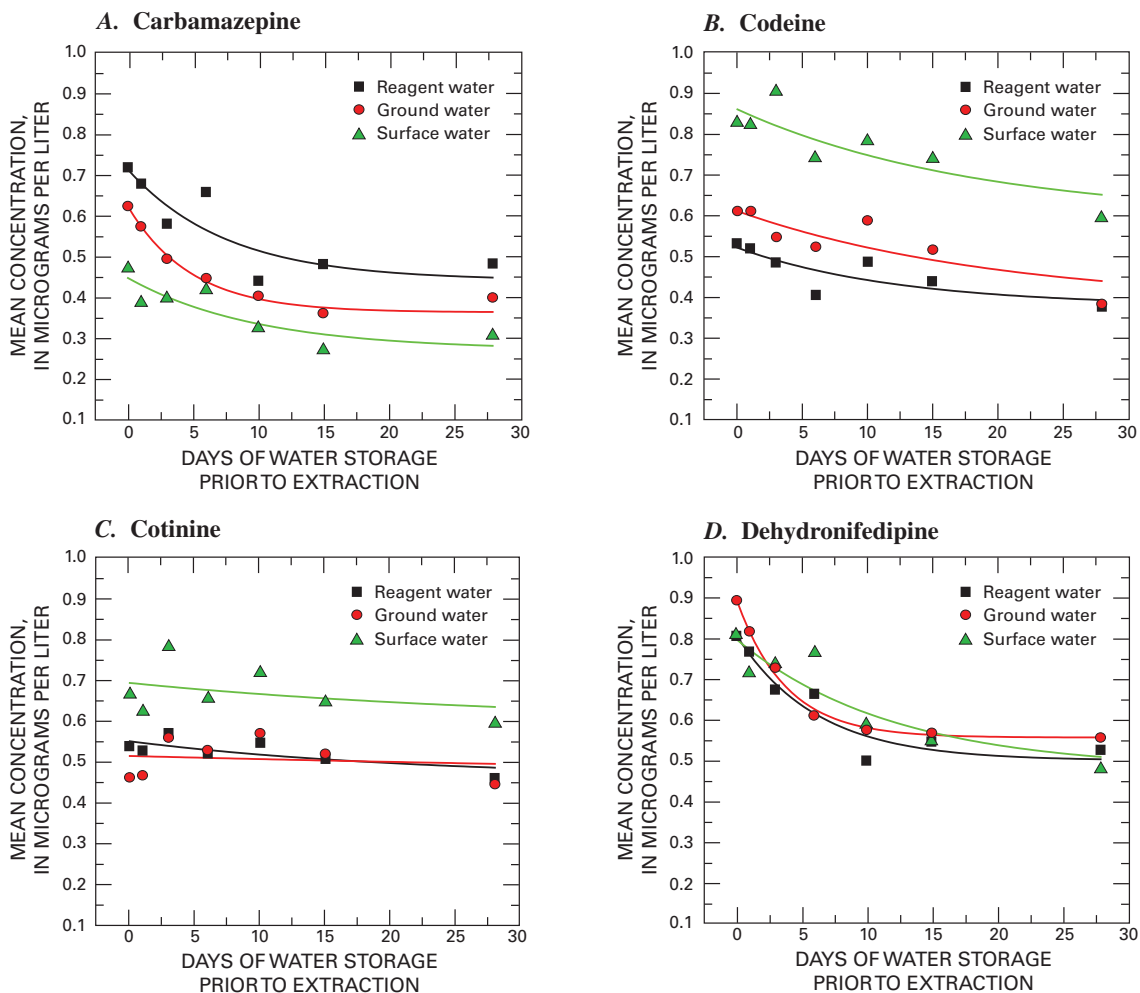 A. Carbamazepine
MEAN CONCENTRATION,
IN MICROGRAMS PER LITER
1.0
0.9
0.8
0.7
0.6
0.5
0.4
0.3
0.2
0.1
Reagent water
Ground water
Surface water
0 5 10 15 20 25 30
DAYS OF WATER STORAGE
PRIOR TO EXTRACTION
B. Codeine
MEAN CONCENTRATION,
IN MICROGRAMS PER LITER
1.0
0.9
0.8
0.7
0.6
0.5
0.4
0.3
0.2
0.1
Reagent water
Ground water
Surface water
0 5 10 15 20 25 30
DAYS OF WATER STORAGE
PRIOR TO EXTRACTION
C. Cotinine
MEAN CONCENTRATION,
IN MICROGRAMS PER LITER
1.0
0.9
0.8
0.7
0.6
0.5
0.4
0.3
0.2
0.1
Reagent water
Ground water
Surface water
0 5 10 15 20 25 30
DAYS OF WATER STORAGE
PRIOR TO EXTRACTION
D. Dehydronifedipine
MEAN CONCENTRATION,
IN MICROGRAMS PER LITER
1.0
0.9
0.8
0.7
0.6
0.5
0.4
0.3
0.2
0.1
Reagent water
Ground water
Surface water
0 5 10 15 20 25 30
DAYS OF WATER STORAGE
PRIOR TO EXTRACTION